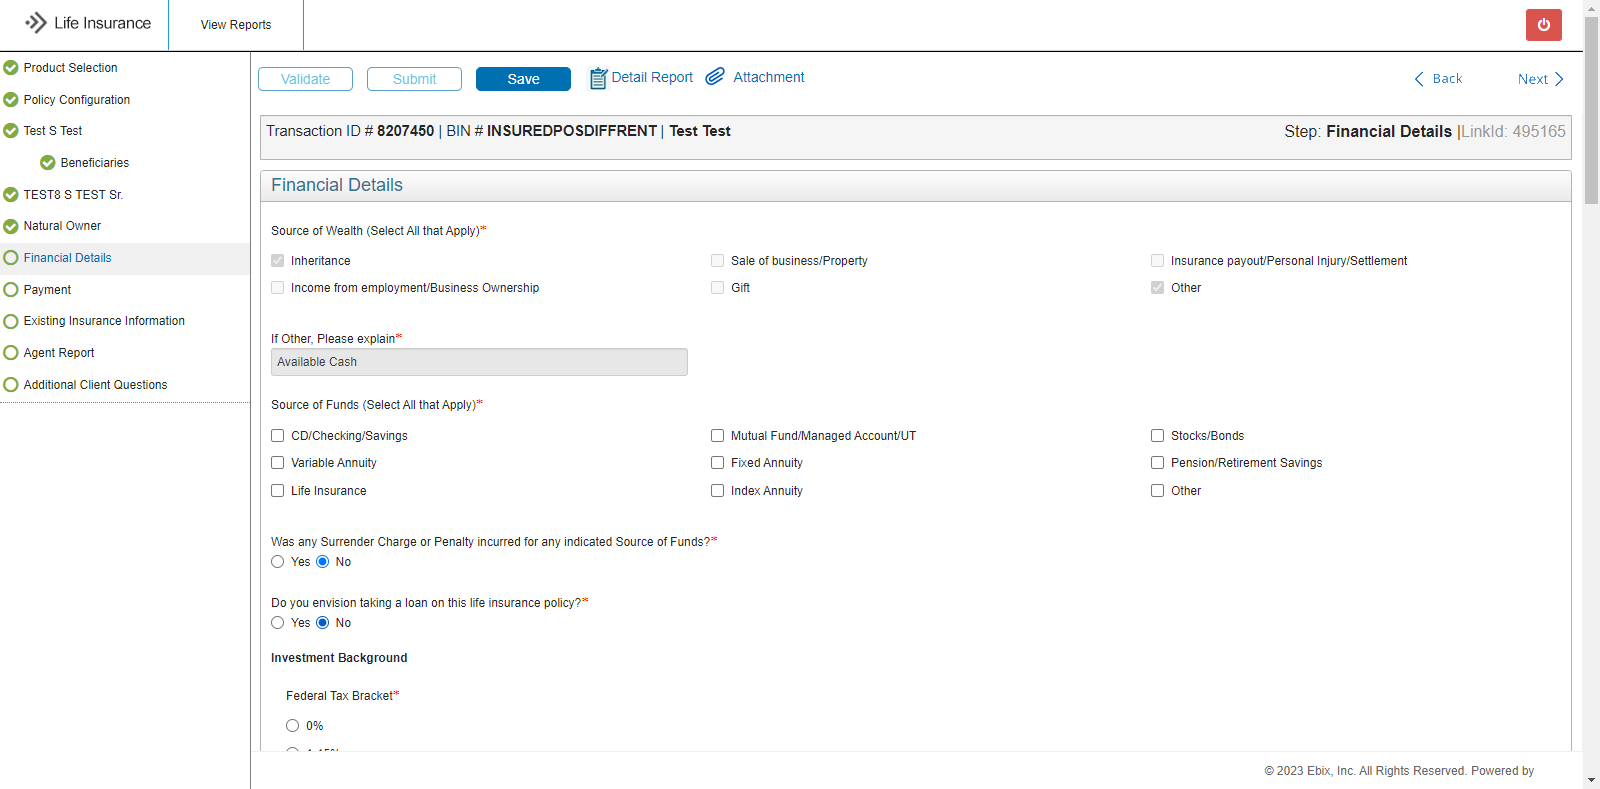 Life Insurance
View Reports
Product Selection
Policy Configuration
Test S Test
Beneficiaries
TEST8 S TEST Sr.
Natural Owner
Financial Details
Payment
Existing Insurance Information
Agent Report
Additional Client Questions
Validate Submit Save Detail Report Attachment Back Next
Transaction ID # 8207450 | BIN # INSUREDPOSDIFFRENT | Test Test Step: Financial Details |LinkId: 495165
Financial Details
Source of Wealth (Select All that Apply)*
Inheritance Sale of business/Property Insurance payout/Personal Injury/Settlement
Income from employment/Business Ownership Gift Other
If Other, Please explain*
Available Cash
Source of Funds (Select All that Apply)*
CD/Checking/Savings Mutual Fund/Managed Account/UT Stocks/Bonds
Variable Annuity Fixed Annuity Pension/Retirement Savings
Life Insurance Index Annuity Other
Was any Surrender Charge or Penalty incurred for any indicated Source of Funds?*
Yes No
Do you envision taking a loan on this life insurance policy?*
Yes No
Investment Background
Federal Tax Bracket*
0%
© 2023 Ebix, Inc. All Rights Reserved. Powered by